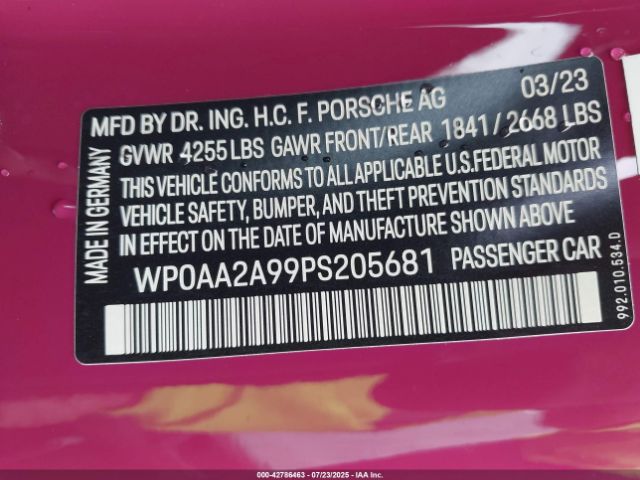 MFD BY DR. ING. H.C. F. PORSCHE AG 03/23
GVWR 4255 LBS GAWR FRONT/REAR 1841/2668 LBS
THIS VEHICLE CONFORMS TO ALL APPLICABLE U.S.FEDERAL MOTOR
VEHICLE SAFETY, BUMPER, AND THEFT PREVENTION STANDARDS
IN EFFECT ON THE DATE OF MANUFACTURE SHOWN ABOVE
WP0AA2A99PS205681 PASSENGER CAR
MADE IN GERMANY
992.010.534.0
000-42786463 - 07/23/2025 - IAAI Inc.